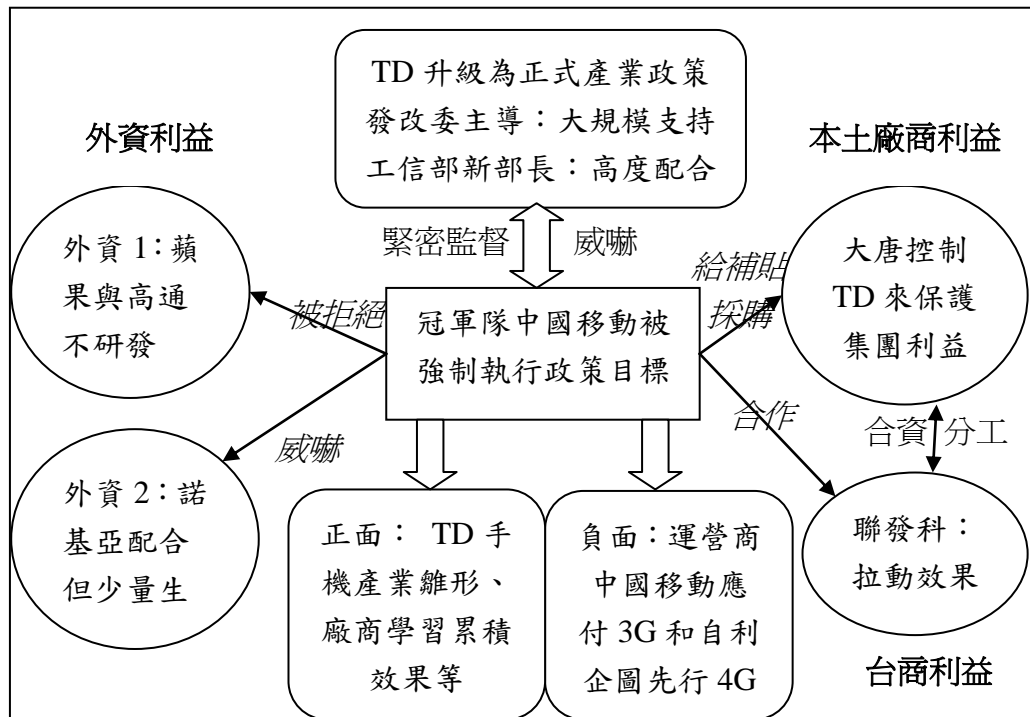 TD 升級為正式產業政策
發改委主導：大規模支持
工信部新部長：高度配合
外資利益
本土廠商利益
緊密監督
威嚇
外資 1：蘋
果與高通
不研發
被拒絕
冠軍隊中國移動被
強制執行政策目標
給補貼
採購
大唐控制
TD 來保護
集團利益
威嚇
合作
合資
分工
外資 2：諾
基亞配合
但少量生
正面： TD 手
機產業雛形、
廠商學習累積
效果等
負面：運營商
中國移動應
付 3G 和自利
企圖先行 4G
聯發科：
拉動效果
台商利益